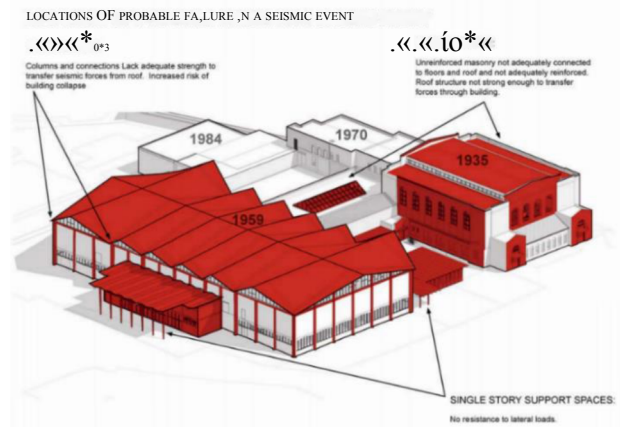 LOCATIONS OF PROBABLE FA,LURE ,N A SEISMIC EVENT
.«»«*0*3
.«.«.ío*«
Columns and connections Lack adequate strength to
transfer seismic forces from roof. Increased risk of
building collapse
Unreinforced masonry not adequately connected
to floors and roof and not adequately reinforced.
Roof structure not strong enough to transfer
forces through building.
1984
1970
1935
1959
SINGLE STORY SUPPORT SPACES:
No resistance to lateral loads.